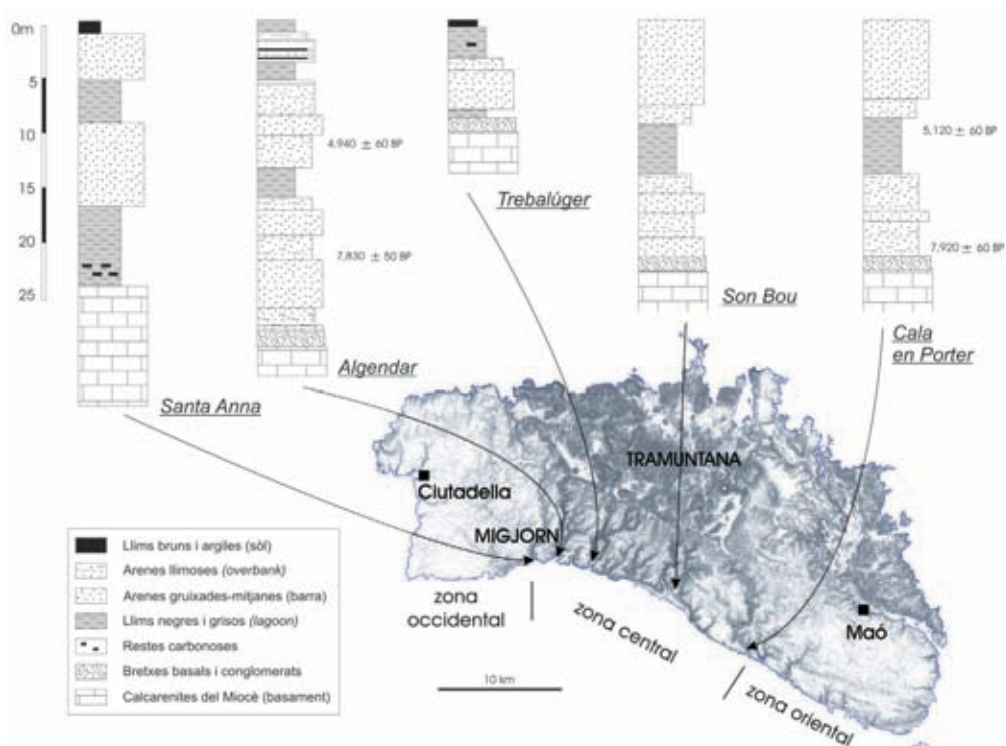 0m
5
10
15
20
25
4,940 ± 60 BP
7,830 ± 50 BP
5,120 ± 60 BP
7,920 ± 60 BP
Santa Anna
Algendar
Trebalúger
Son Bou
Cala
en Porter
TRAMUNTANA
Ciutadella
MIGJORN
Maó
zona
occidental
zona central
zona oriental
10 km
Llims bruns i argiles (sòl)
Arenes llimoses (overbank)
Arenes gruixades-mitjanes (barra)
Llims negres i grisos (lagoon)
Restes carbonoses
Bretxes basals i conglomerats
Calcarenites del Miocè (basament)